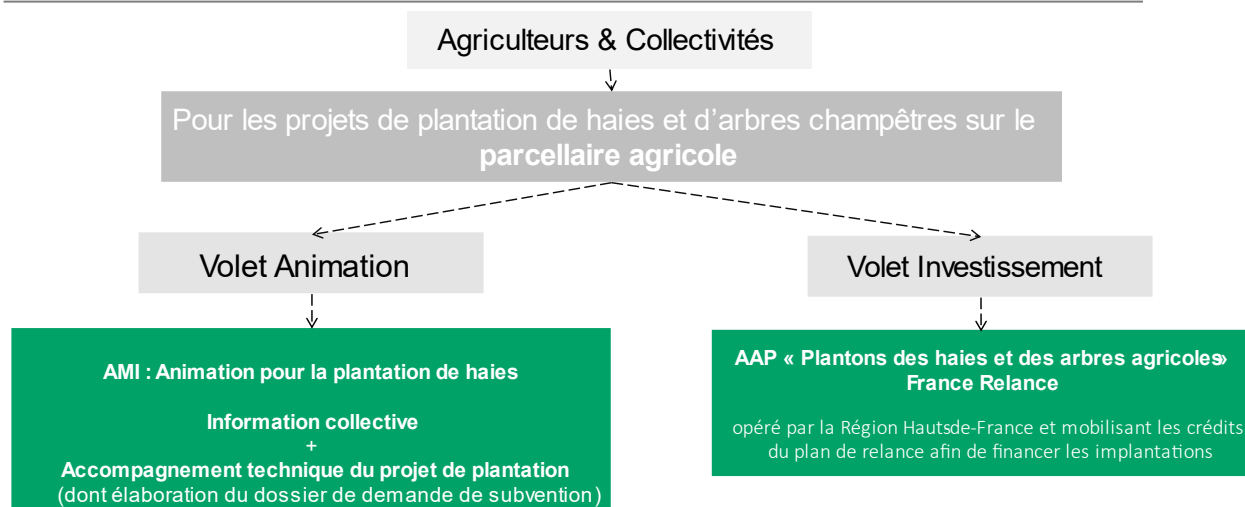 Agriculteurs & Collectivités
Pour les projets de plantation de haies et d'arbres champêtres sur le
parcellaire agricole
Volet Animation
Volet Investissement
AMI : Animation pour la plantation de haies
Information collective
+
Accompagnement technique du projet de plantation
(dont élaboration du dossier de demande de subvention)
AAP « Plantons des haies et des arbres agricoles»
France Relance
opéré par la Région Hautsde-France et mobilisant les crédits
du plan de relance afin de financer les implantations